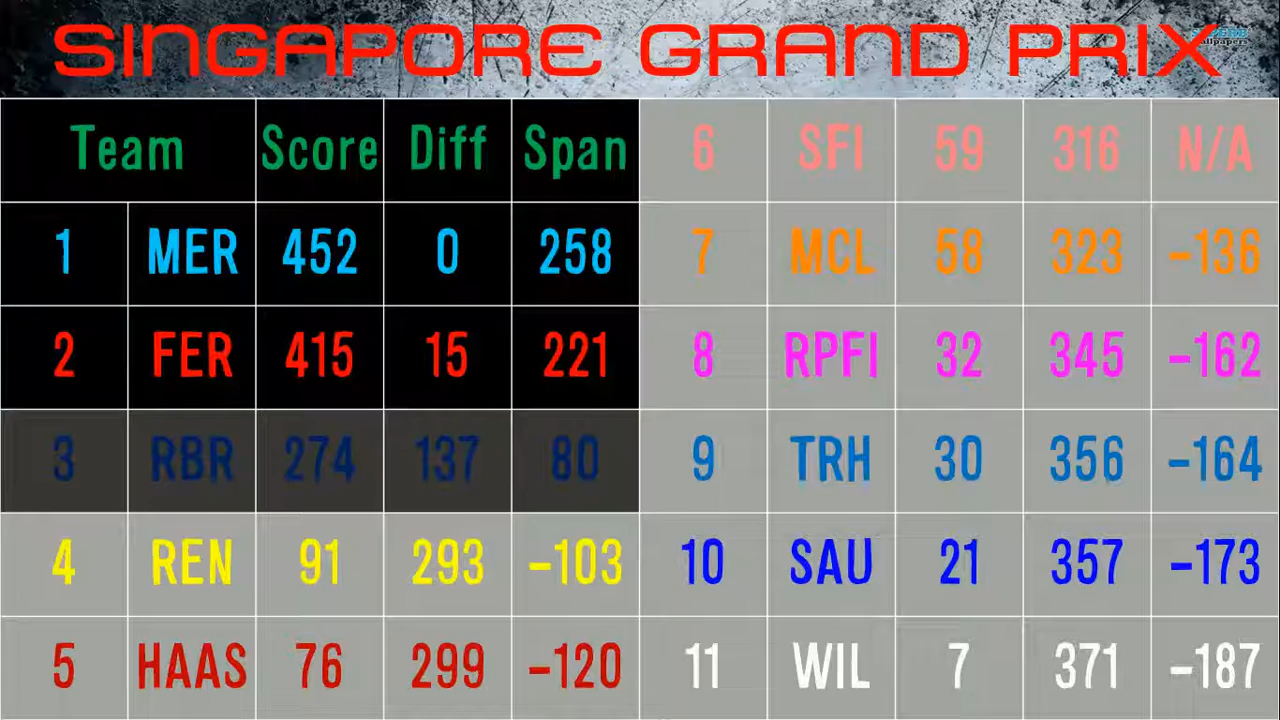 SINGAPORE GRAND PRIX
Team Score Diff Span
1 MER 452 0 258
2 FER 415 15 221
3 RBR 274 137 80
4 REN 91 293 -103
5 HAAS 76 299 -120
6 SFI 59 316 N/A
7 MCL 58 323 -136
8 RPFI 32 345 -162
9 TRH 30 356 -164
10 SAU 21 357 -173
11 WIL 7 371 -187